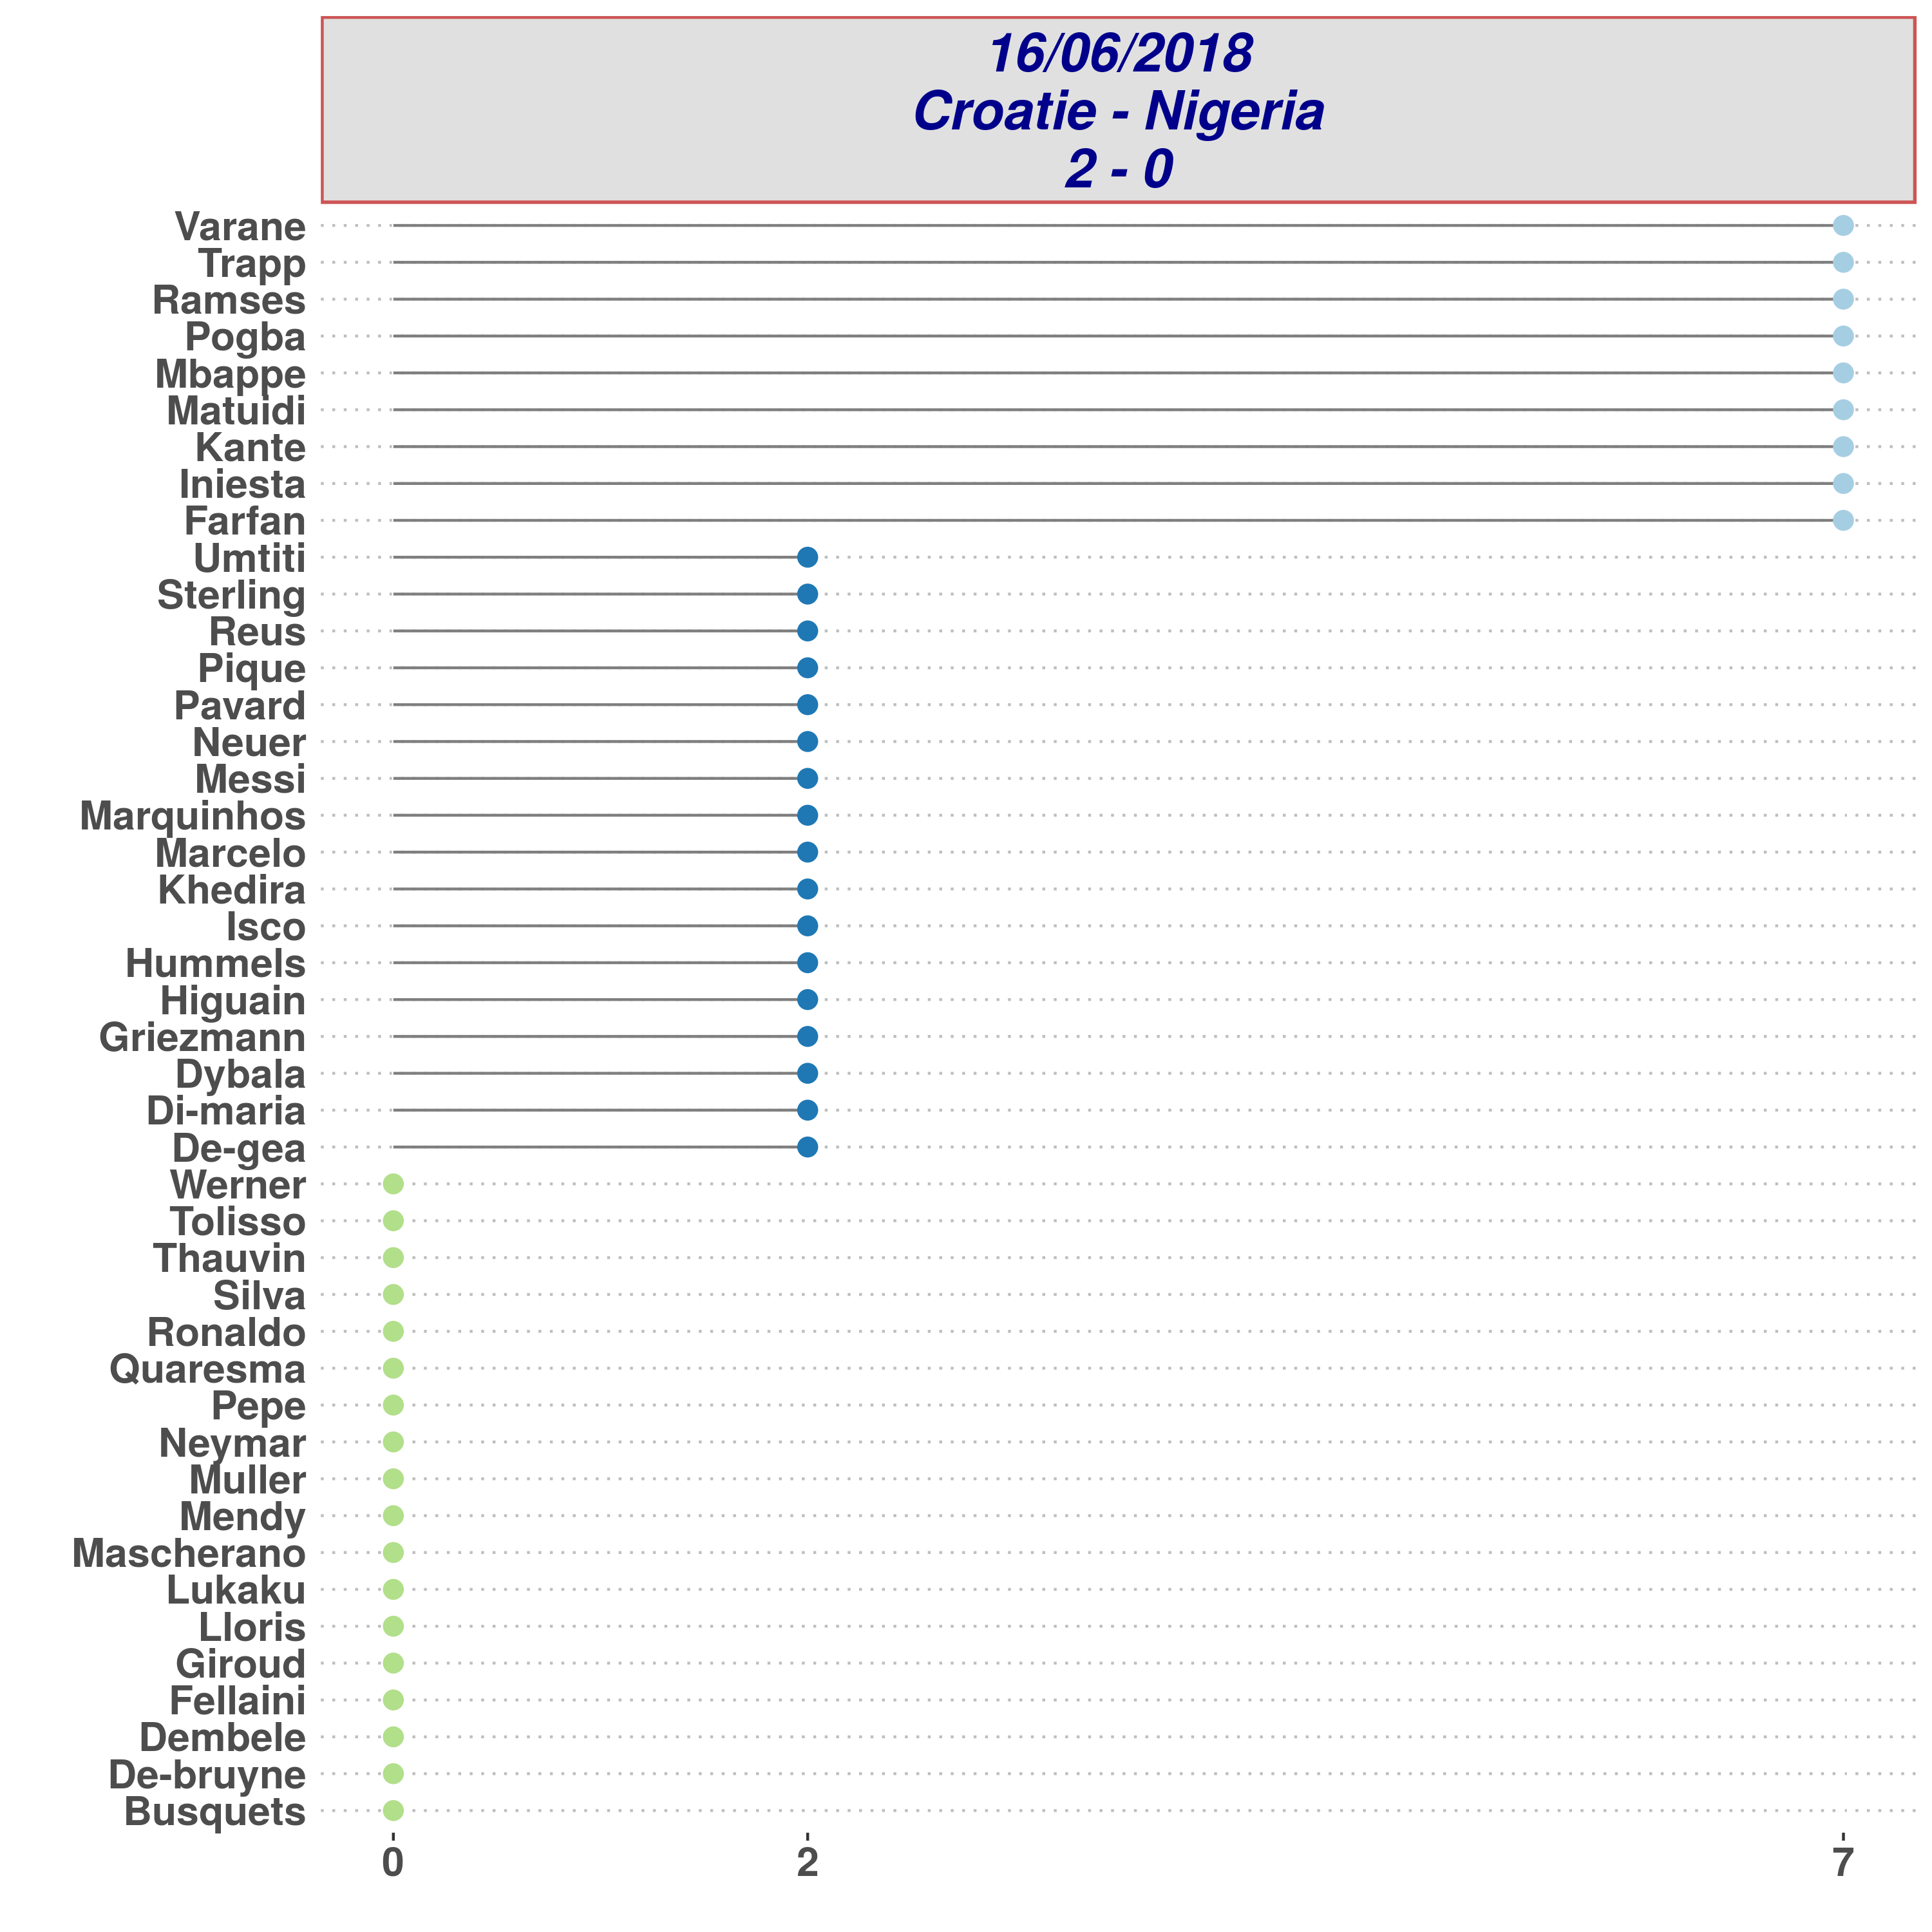 16/06/2018
Croatie - Nigeria
2 - 0
Varane
Trapp
Ramses
Pogba
Mbappe
Matuidi
Kante
Iniesta
Farfan
Umtiti
Sterling
Reus
Pique
Pavard
Neuer
Messi
Marquinhos
Marcelo
Khedira
Isco
Hummels
Higuain
Griezmann
Dybala
Di-maria
De-gea
Werner
Tolisso
Thauvin
Silva
Ronaldo
Quaresma
Pepe
Neymar
Muller
Mendy
Mascherano
Lukaku
Lloris
Giroud
Fellaini
Dembele
De-bruyne
Busquets
0 2 7